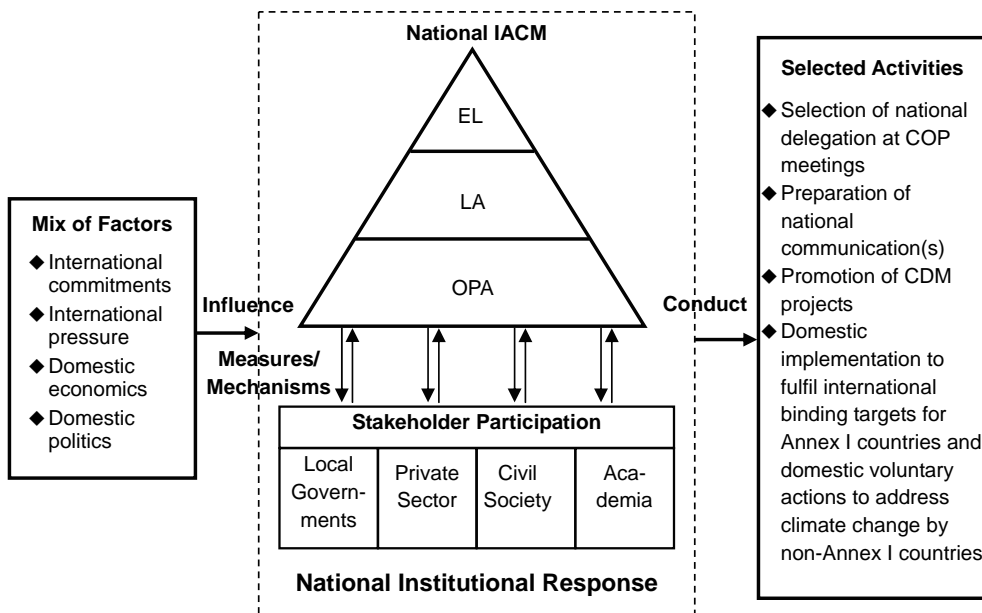 Mix of Factors
◆ International
commitments
◆ International
pressure
◆ Domestic
economics
◆ Domestic
politics
Influence
National IACM
EL
LA
OPA
Measures/
Mechanisms
Stakeholder Participation
Local
Govern-
ments
Private
Sector
Civil
Society
Aca-
demia
National Institutional Response
Conduct
Selected Activities
◆ Selection of national
delegation at COP
meetings
◆ Preparation of
national
communication(s)
◆ Promotion of CDM
projects
◆ Domestic
implementation to
fulfil international
binding targets for
Annex I countries and
domestic voluntary
actions to address
climate change by
non-Annex I countries